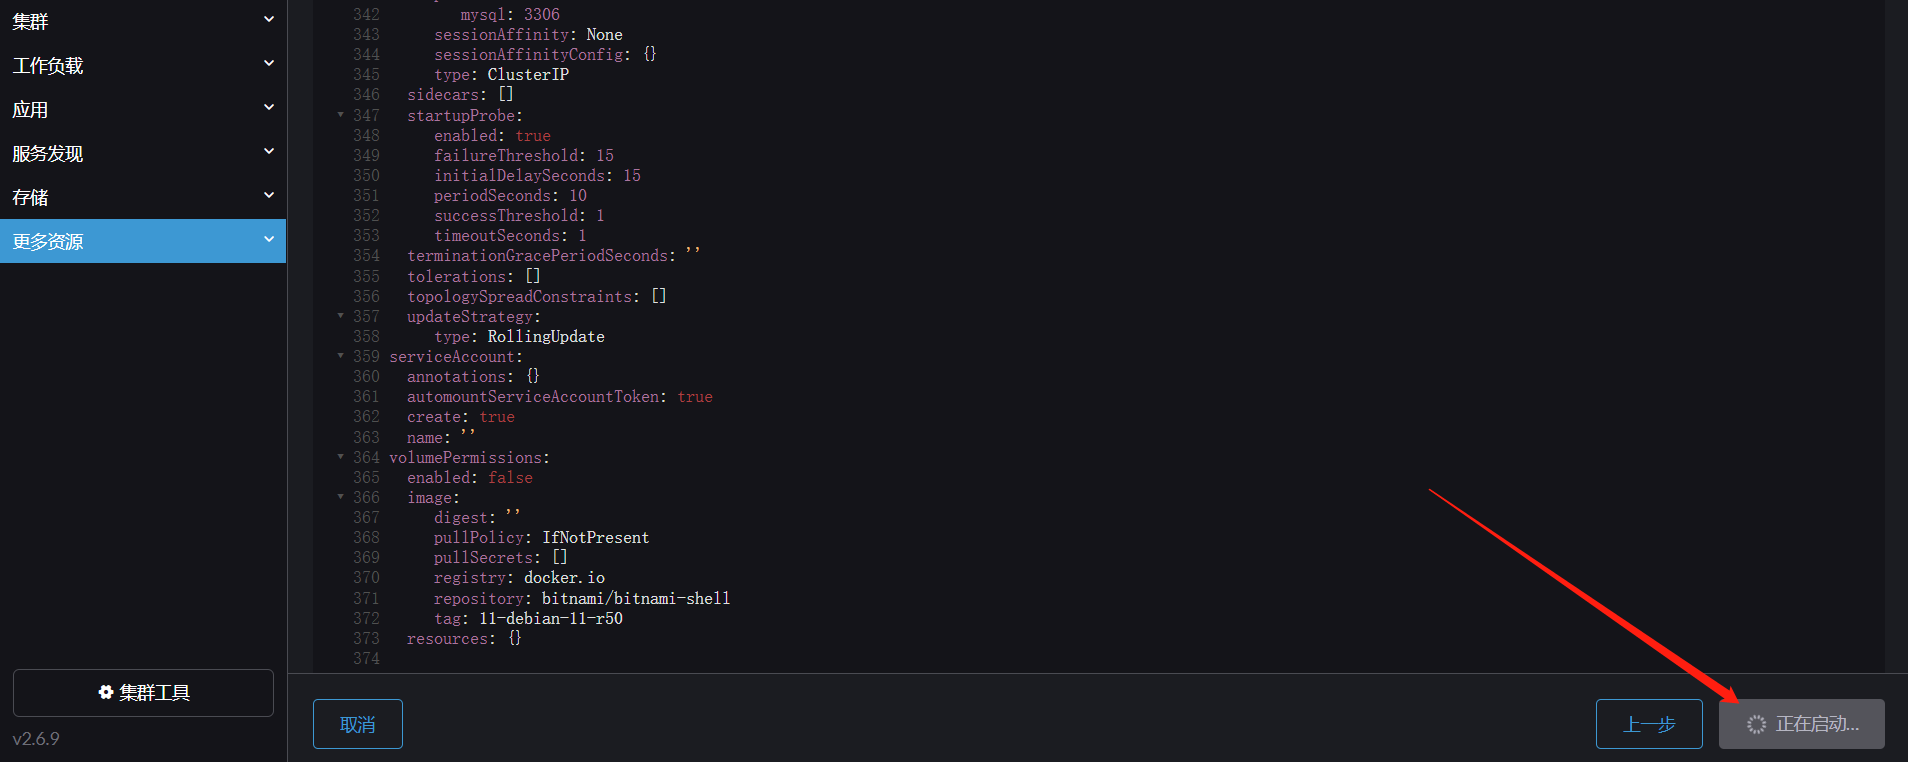 集群
工作负载
应用
服务发现
存储
更多资源
集群工具
v2.6.9
342 mysql: 3306
343 sessionAffinity: None
344 sessionAffinityConfig: {}
345 type: ClusterIP
346 sidecars: []
347 startupProbe:
348 enabled: true
349 failureThreshold: 15
350 initialDelaySeconds: 15
351 periodSeconds: 10
352 successThreshold: 1
353 timeoutSeconds: 1
354 terminationGracePeriodSeconds: ''
355 tolerations: []
356 topologySpreadConstraints: []
357 updateStrategy:
358 type: RollingUpdate
359 serviceAccount:
360 annotations: {}
361 automountServiceAccountToken: true
362 create: true
363 name: ''
364 volumePermissions:
365 enabled: false
366 image:
367 digest: ''
368 pullPolicy: IfNotPresent
369 pullSecrets: []
370 registry: docker.io
371 repository: bitnami/bitnami-shell
372 tag: 11-debian-11-r50
373 resources: {}
374
取消
上一步
正在启动...